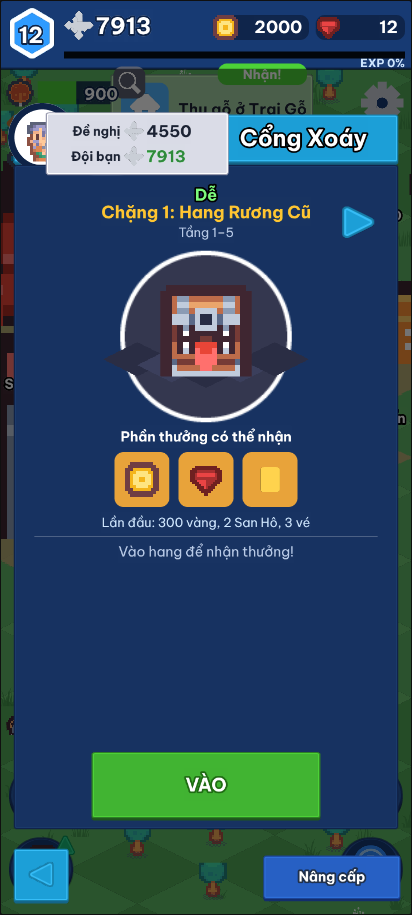 12
7913
2000
12
EXP 0%
Nhận!
900
Thu gỗ ở Trại Gỗ
Đề nghị 4550
Đội bạn 7913
Cổng Xoáy
Dễ
Chặng 1: Hang Rương Cũ
Tầng 1-5
Phần thưởng có thể nhận
Lần đầu: 300 vàng, 2 San Hô, 3 vé
Vào hang để nhận thưởng!
VÀO
Nâng cấp